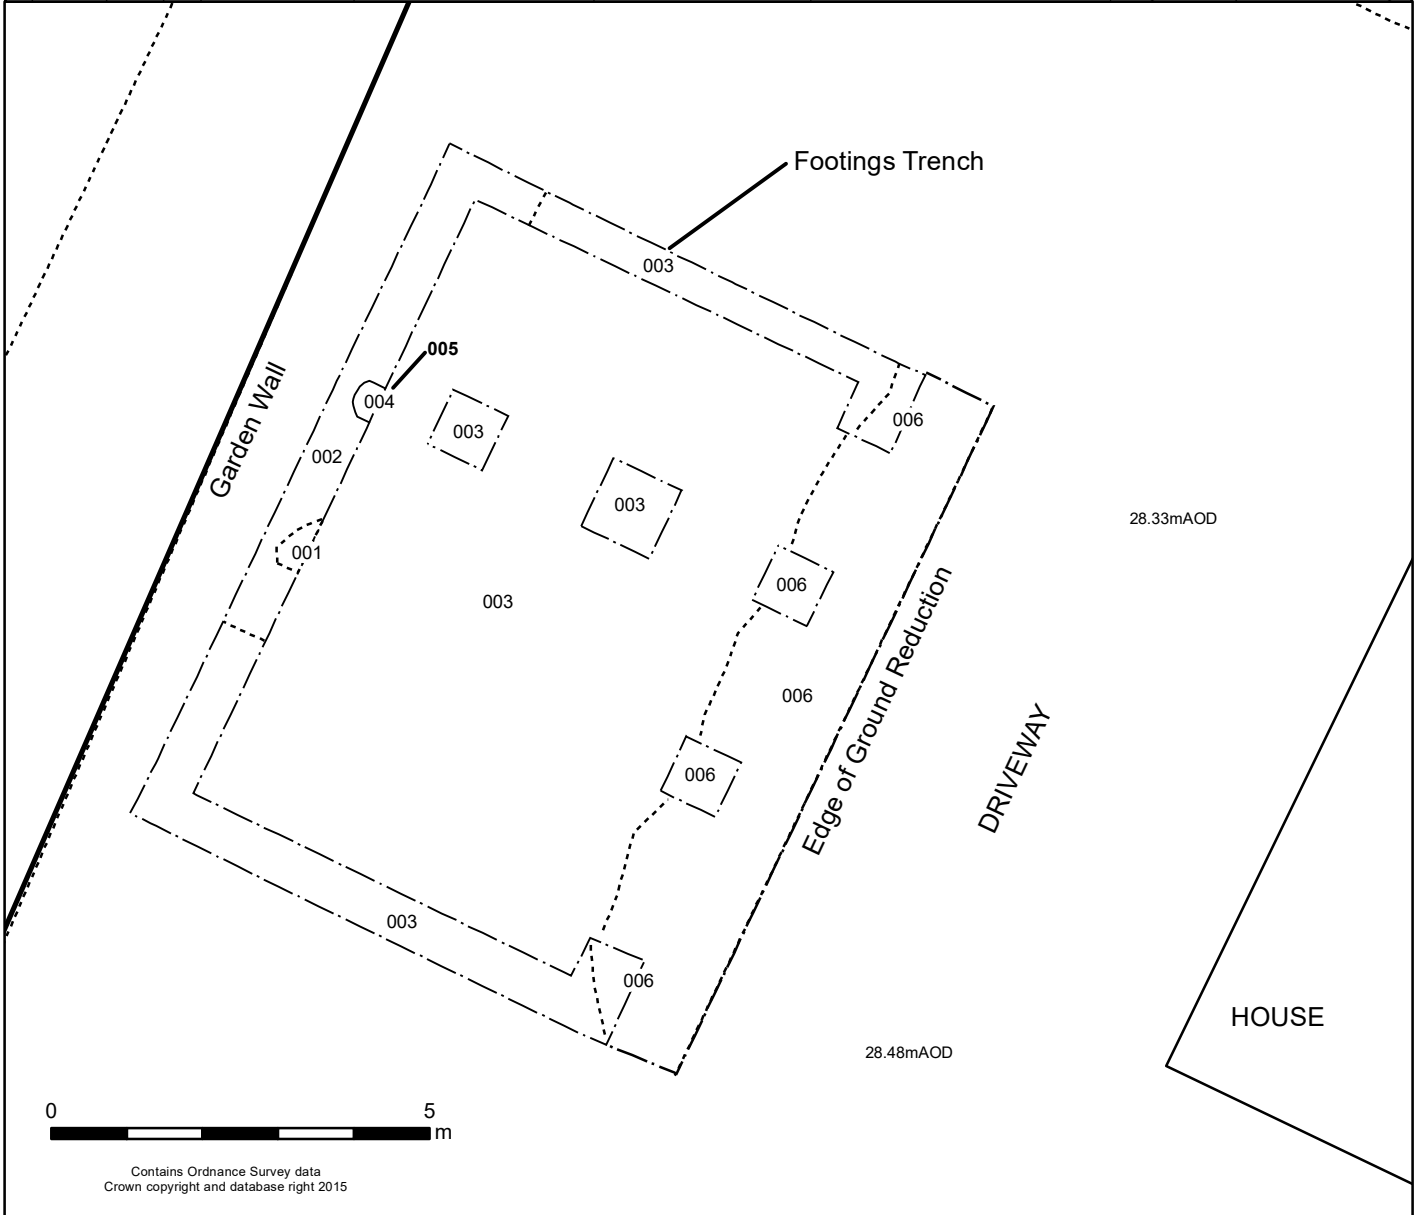 Footings Trench
003
005
004
Garden Wall
003
006
002
003
28.33mAOD
001
006
003
Edge of Ground Reduction
006
DRIVEWAY
006
003
006
HOUSE
28.48mAOD
0 5
m
Contains Ordnance Survey data
Crown copyright and database right 2015